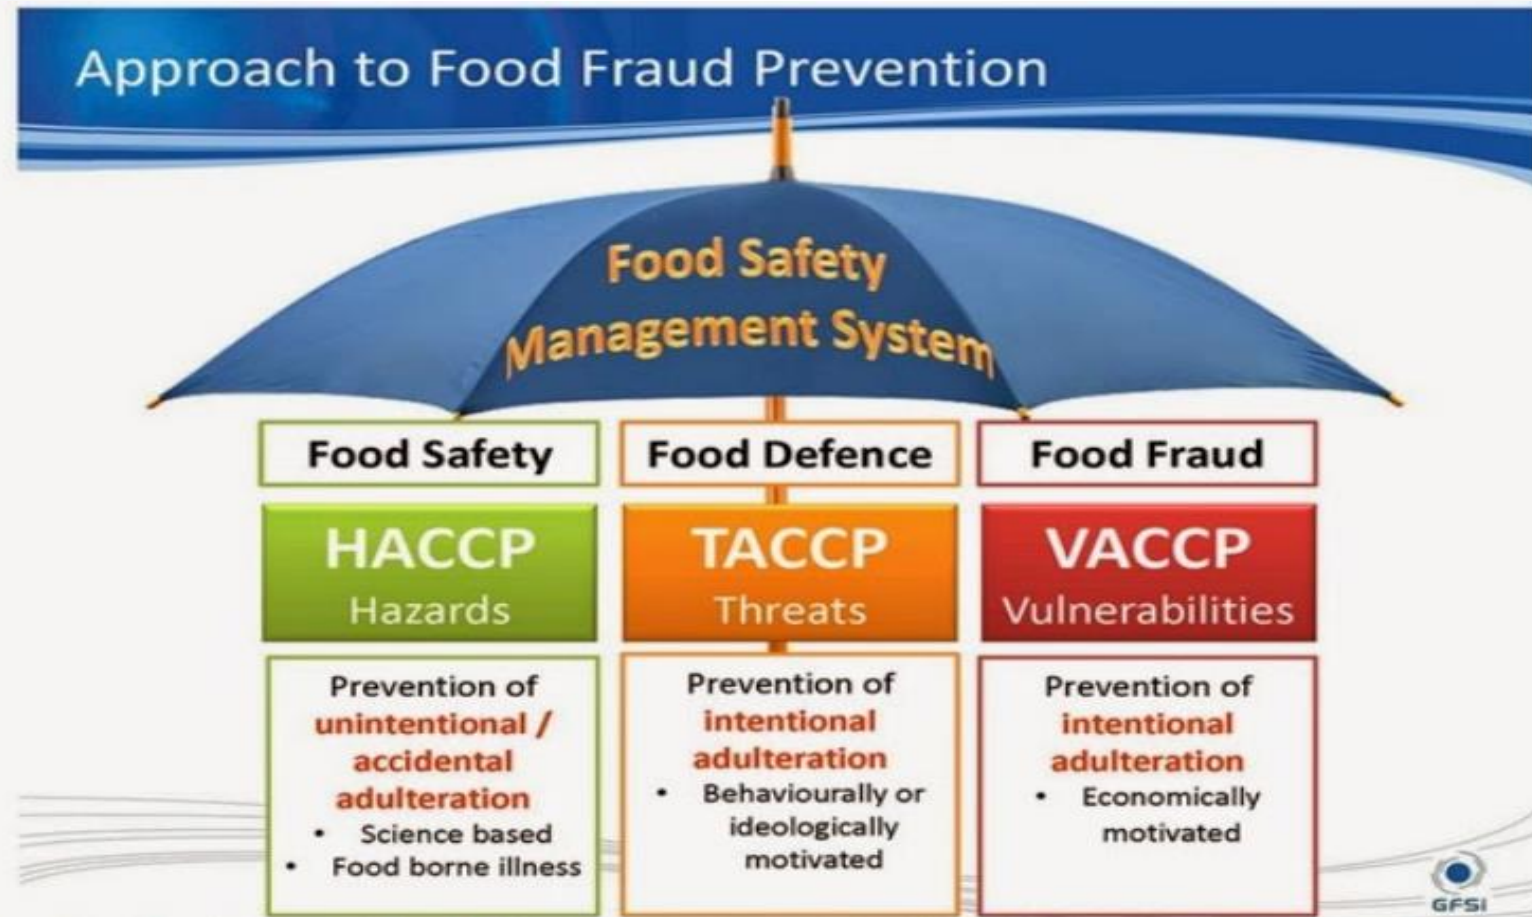 Approach to Food Fraud Prevention
Food Safety
Management System
Food Safety
HACCP
Hazards
Prevention of
unintentional /
accidental
adulteration
• Science based
• Food borne illness
Food Defence
TACCP
Threats
Prevention of
intentional
adulteration
• Behaviourally or
ideologically
motivated
Food Fraud
VACCP
Vulnerabilities
Prevention of
intentional
adulteration
• Economically
motivated
GFSI